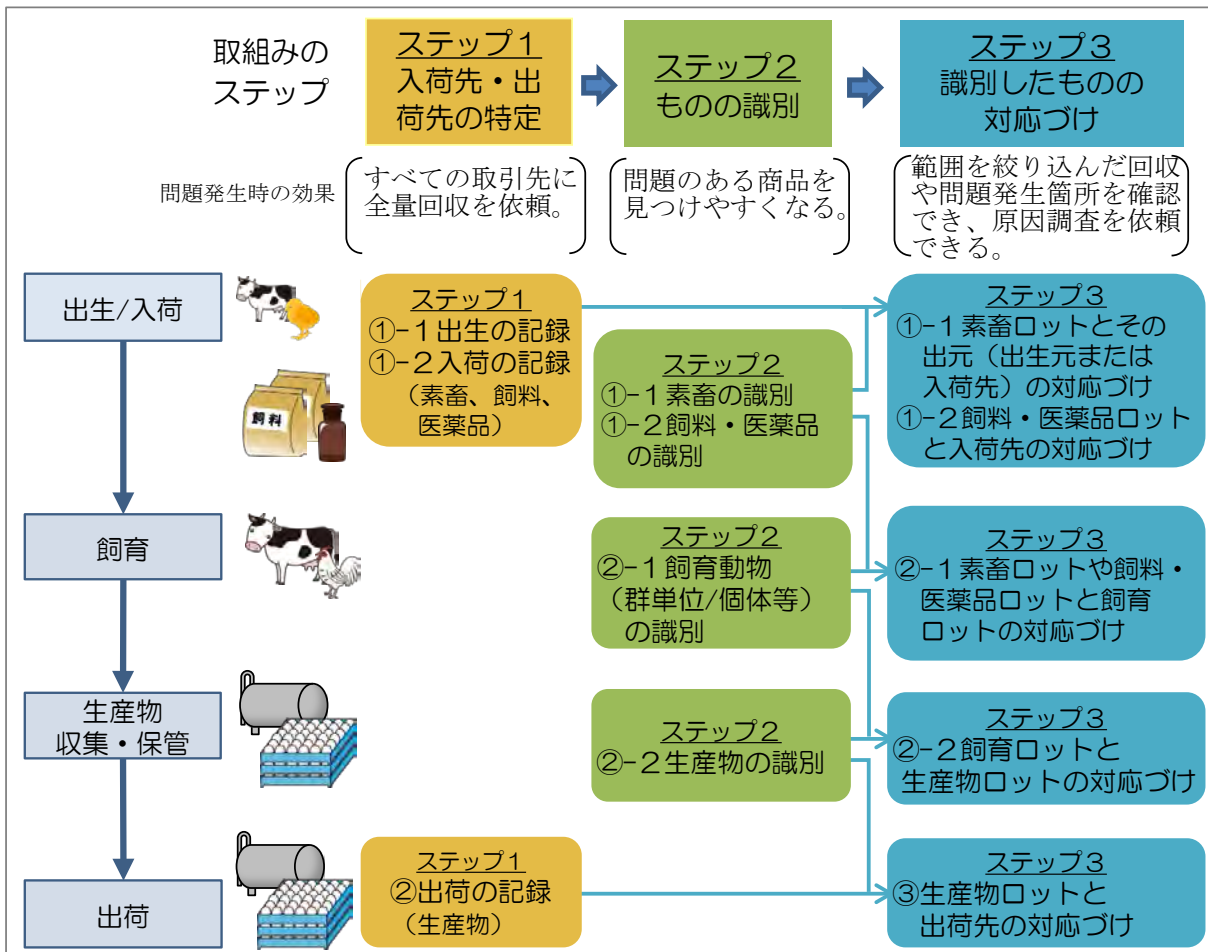 取組みの
ステップ
ステップ1
入荷先・出
荷先の特定
ステップ2
ものの識別
ステップ3
識別したものの
対応づけ
問題発生時の効果
すべての取引先に
全量回収を依頼。
問題のある商品を
見つけやすくなる。
範囲を絞り込んだ回収
や問題発生箇所を確認
でき、原因調査を依頼
できる。
出生/入荷
飼料
ステップ1
①-1出生の記録
①-2入荷の記録
(素畜、飼料、
医薬品)
ステップ2
①-1素畜の識別
①-2飼料・医薬品
の識別
ステップ3
①-1素畜ロットとその
出元(出生元または
入荷先)の対応づけ
①-2飼料・医薬品ロット
と入荷先の対応づけ
飼育
ステップ2
②-1飼育動物
(群単位/個体等)
の識別
ステップ3
②-1素畜ロットや飼料・
医薬品ロットと飼育
ロットの対応づけ
生産物
収集・保管
ステップ2
②-2生産物の識別
ステップ3
②-2飼育ロットと
生産物ロットの対応づけ
出荷
ステップ1
②出荷の記録
(生産物)
ステップ3
③生産物ロットと
出荷先の対応づけ